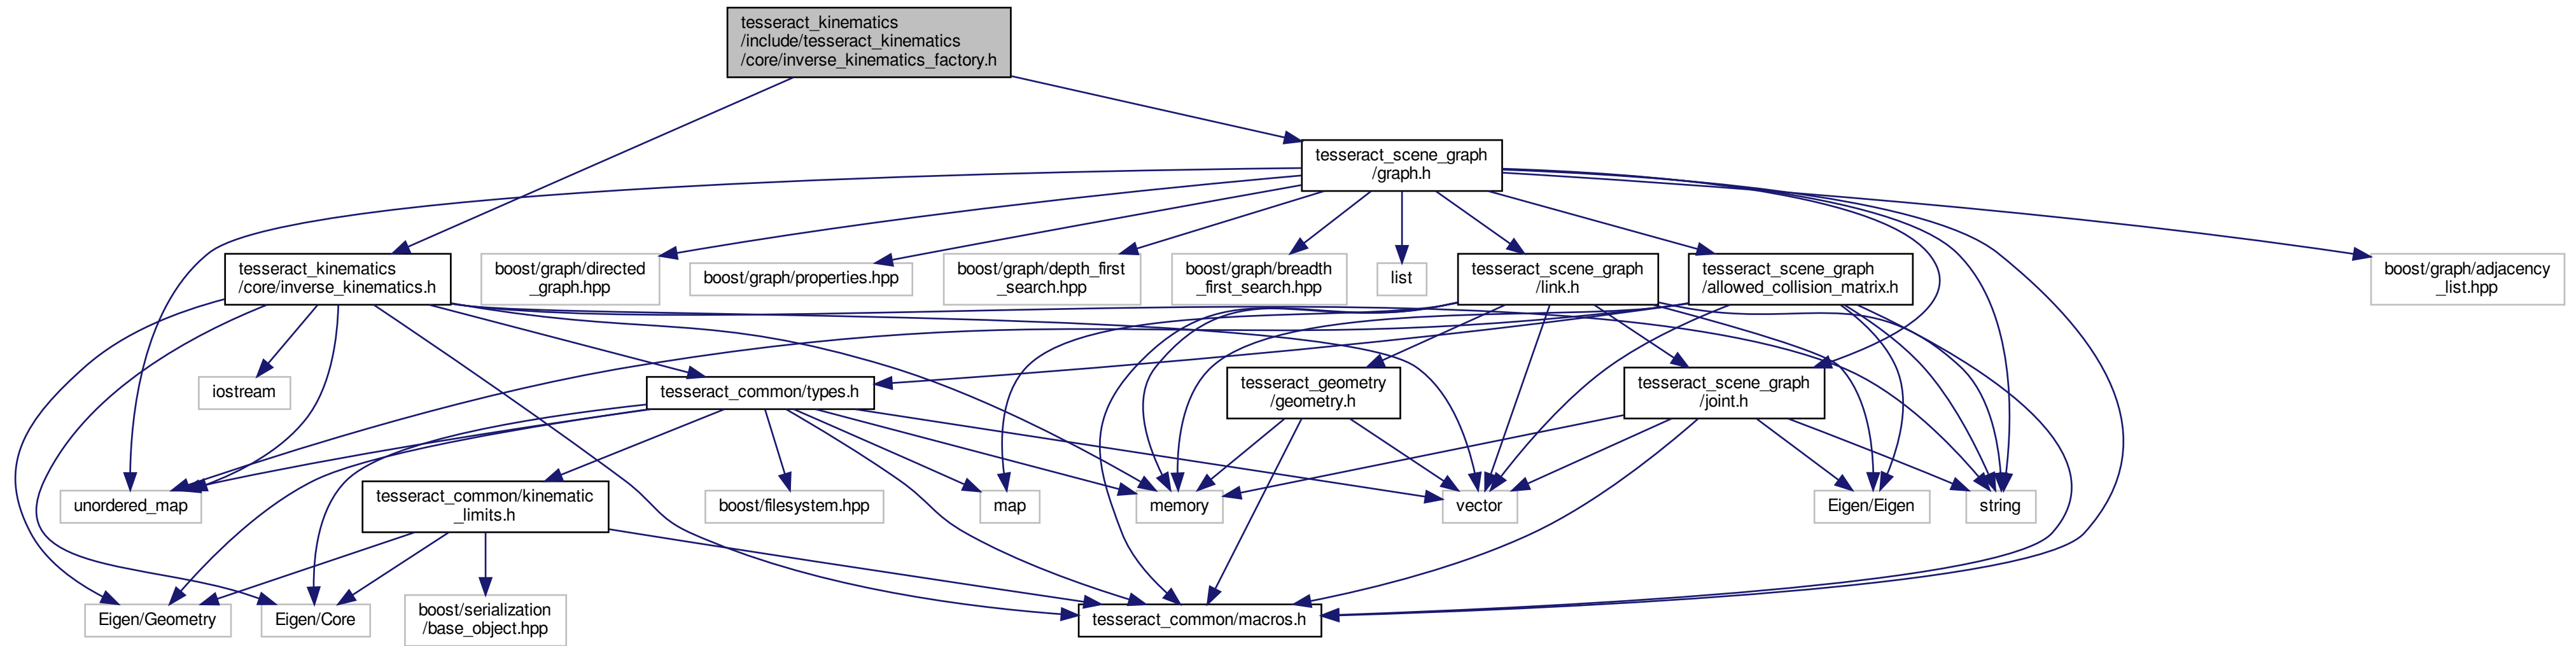 tesseract_kinematics
/include/tesseract_kinematics
/core/inverse_kinematics_factory.h
tesseract_scene_graph
/graph.h
tesseract_kinematics
/core/inverse_kinematics.h
boost/graph/directed
_graph.hpp
boost/graph/properties.hpp
boost/graph/depth_first
_search.hpp
boost/graph/breadth
_first_search.hpp
list
tesseract_scene_graph
/link.h
tesseract_scene_graph
/allowed_collision_matrix.h
boost/graph/adjacency
_list.hpp
iostream
tesseract_common/types.h
tesseract_geometry
/geometry.h
tesseract_scene_graph
/joint.h
unordered_map
tesseract_common/kinematic
_limits.h
boost/filesystem.hpp
map
memory
vector
Eigen/Eigen
string
Eigen/Geometry
Eigen/Core
boost/serialization
/base_object.hpp
tesseract_common/macros.h